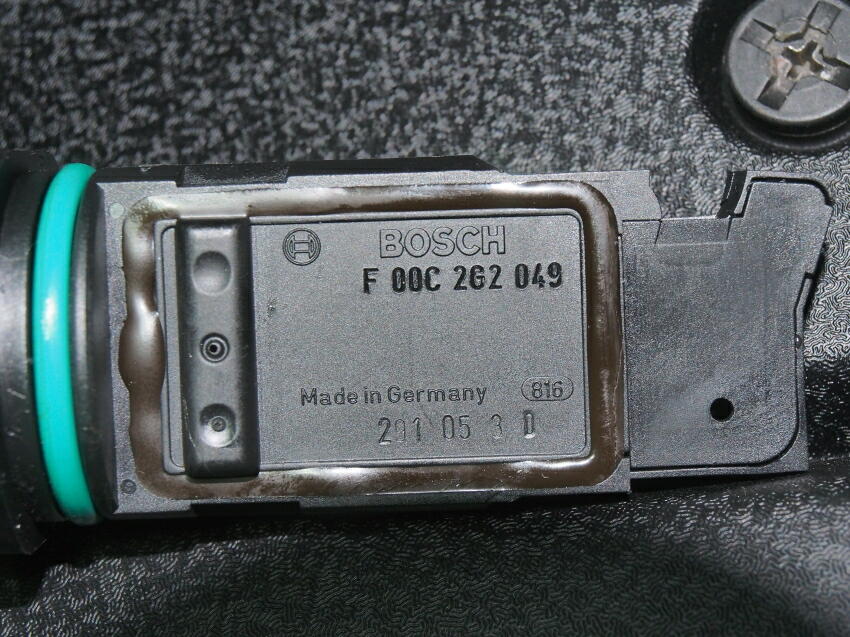 BOSCH
F 00C 2G2 049
Made in Germany 816
291 05 3 D